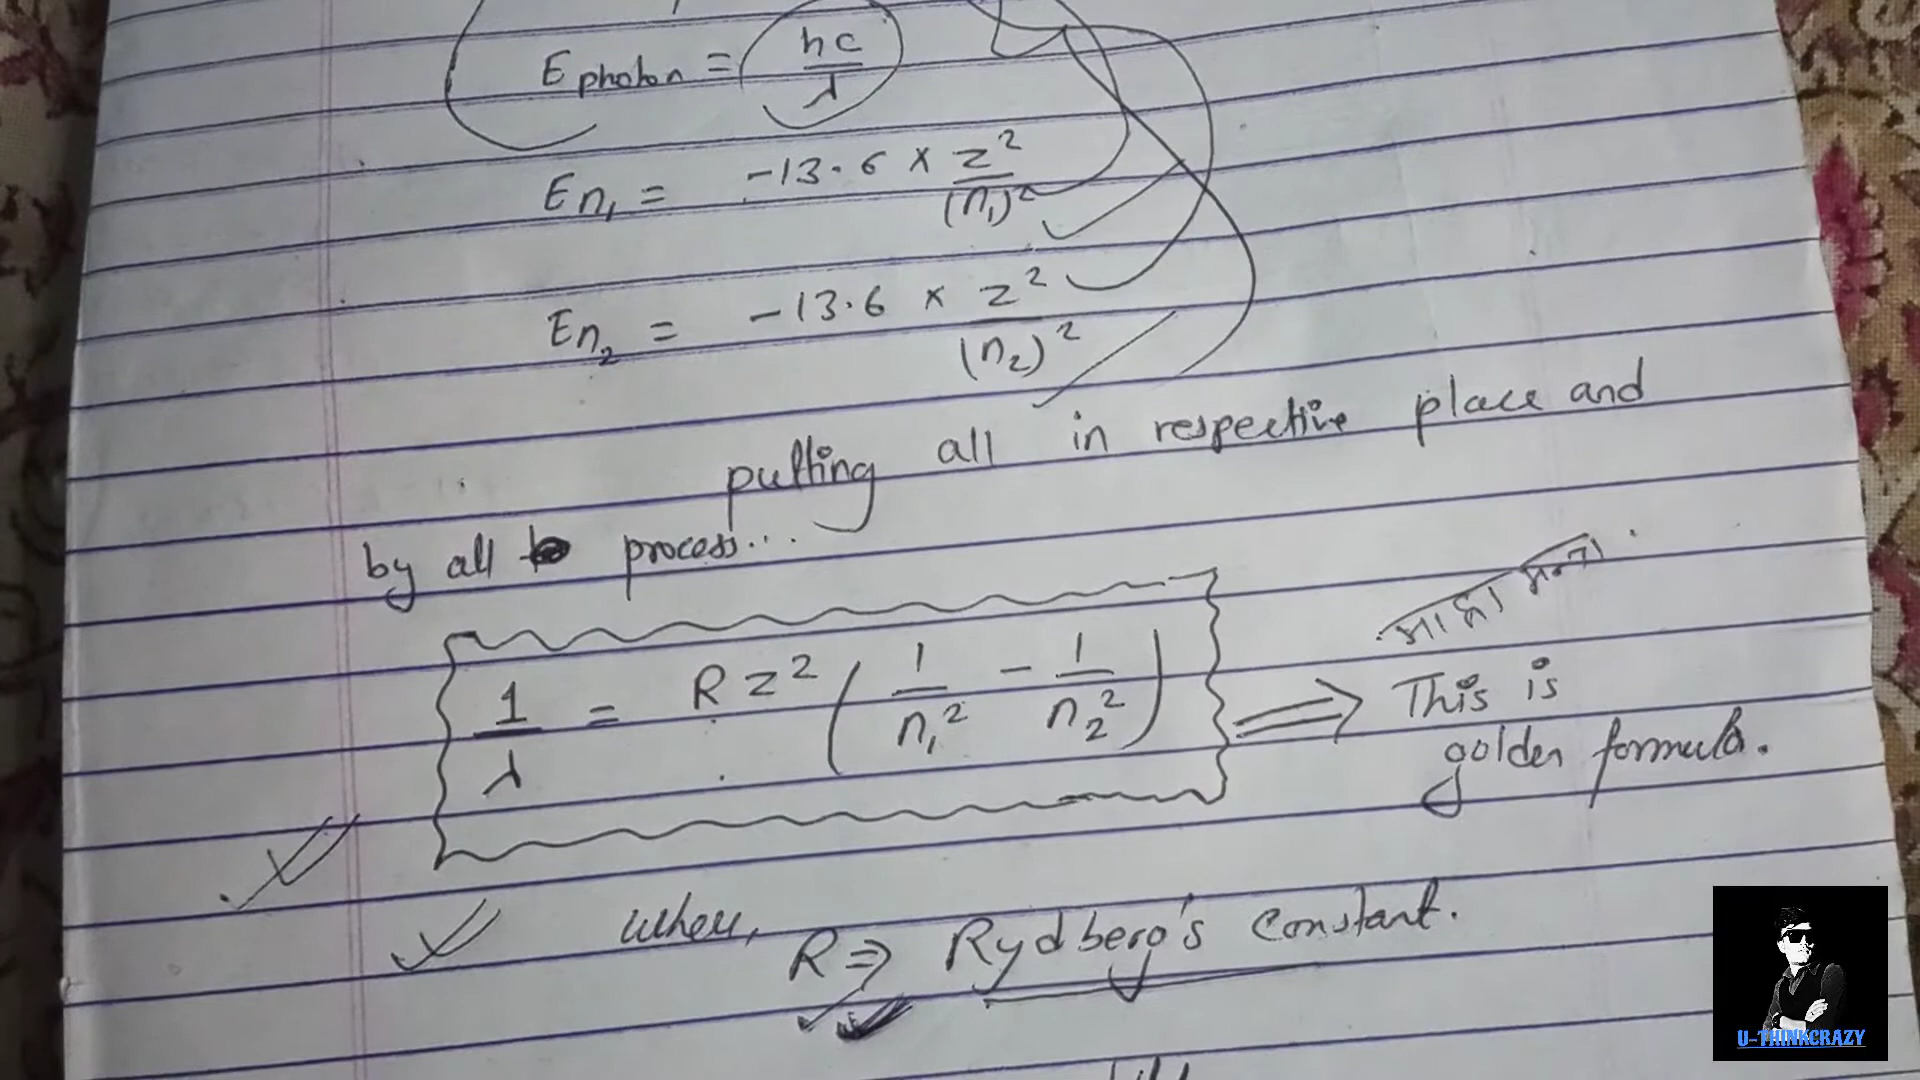 E photon = hc/λ
En₁ = -13.6 × z²/(n₁)²
En₂ = -13.6 × z²/(n₂)²
putting all in respective place and
by all process...
1/λ = R z² (1/n₁² - 1/n₂²) ⇒ This is
golden formula.
where,
R ⇒ Rydberg's Constant.
U-THINKCRAZY